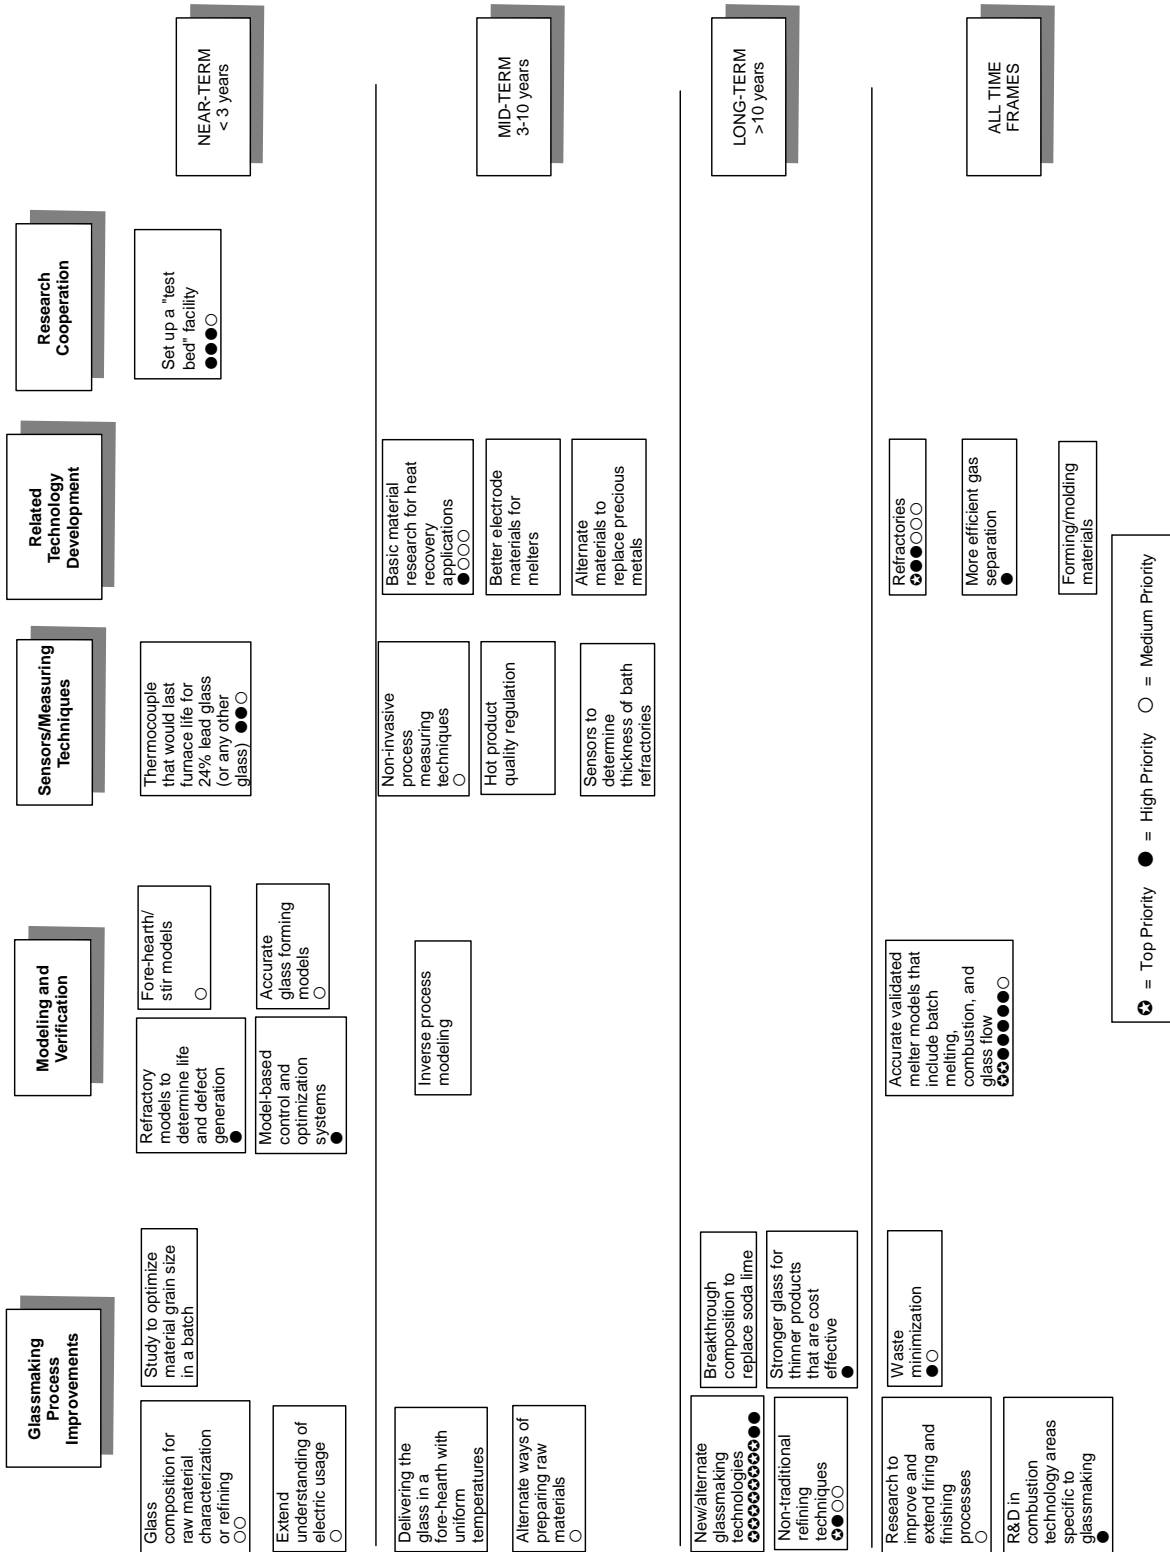 Glassmaking
Process
Improvements
Modeling and
Verification
Sensors/Measuring
Techniques
Related
Technology
Development
Research
Cooperation
Glass
composition for
raw material
characterization
or refining
○○
Study to optimize
material grain size
in a batch
Extend
understanding of
electric usage
○
Refractory
models to
determine life
and defect
generation
●
Fore-hearth/
stir models
○
Model-based
control and
optimization
systems
●
Accurate
glass forming
models
○
Thermocouple
that would last
furnace life for
24% lead glass
(or any other
glass) ●●○
Set up a "test
bed" facility
●●●○
NEAR-TERM
< 3 years
Delivering the
glass in a
fore-hearth with
uniform
temperatures
Alternate ways of
preparing raw
materials
○
Inverse process
modeling
Non-invasive
process
measuring
techniques
○
Hot product
quality regulation
Sensors to
determine
thickness of bath
refractories
Basic material
research for heat
recovery
applications
●○○○
Better electrode
materials for
melters
Alternate
materials to
replace precious
metals
MID-TERM
3-10 years
New/alternate
glassmaking
technologies
✪✪✪✪✪✪✪✪●●
Breakthrough
composition to
replace soda lime
Non-traditional
refining
techniques
✪●○○
Stronger glass for
thinner products
that are cost
effective
●
LONG-TERM
>10 years
Research to
improve and
extend firing and
finishing
processes
○
Waste
minimization
●○
R&D in
combustion
technology areas
specific to
glassmaking
●
Accurate validated
melter models that
include batch
melting,
combustion, and
glass flow
✪✪●●●●●○
Refractories
✪●●○○○
More efficient gas
separation
●
Forming/molding
materials
ALL TIME
FRAMES
✪ = Top Priority ● = High Priority ○ = Medium Priority